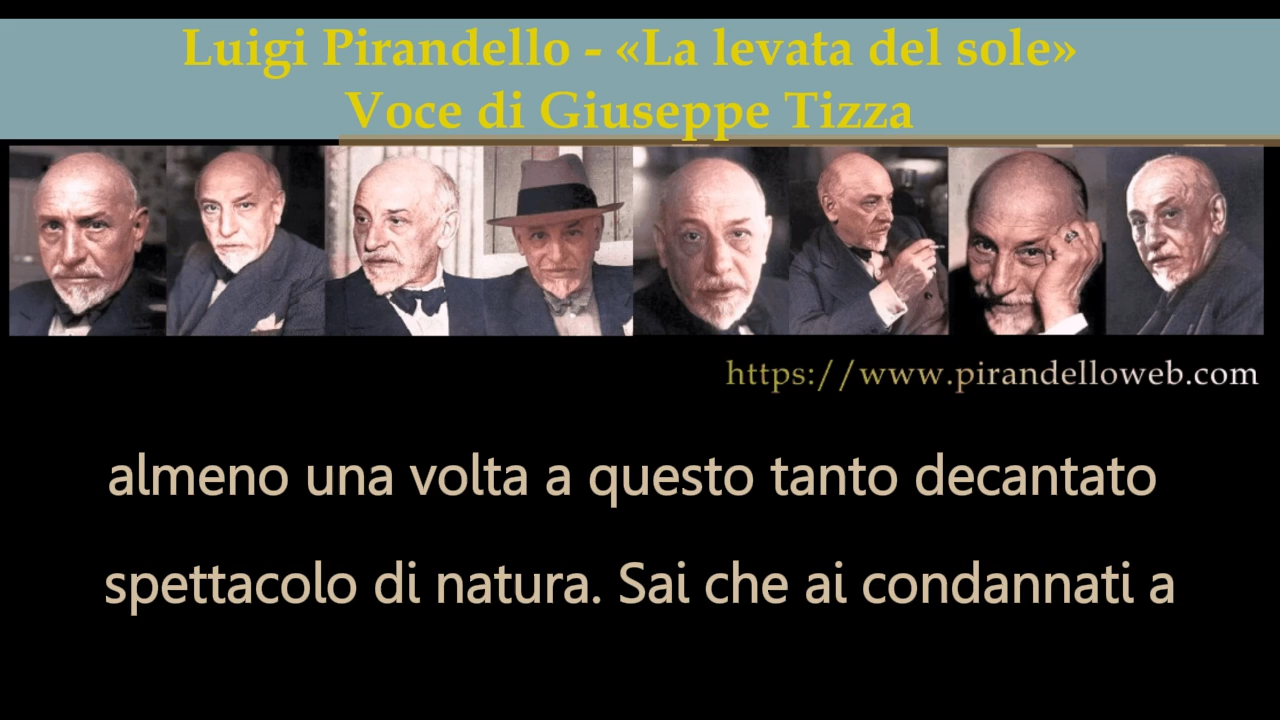 Luigi Pirandello - «La levata del sole»
Voce di Giuseppe Tizza
https://www.pirandelloweb.com
almeno una volta a questo tanto decantato
spettacolo di natura. Sai che ai condannati a